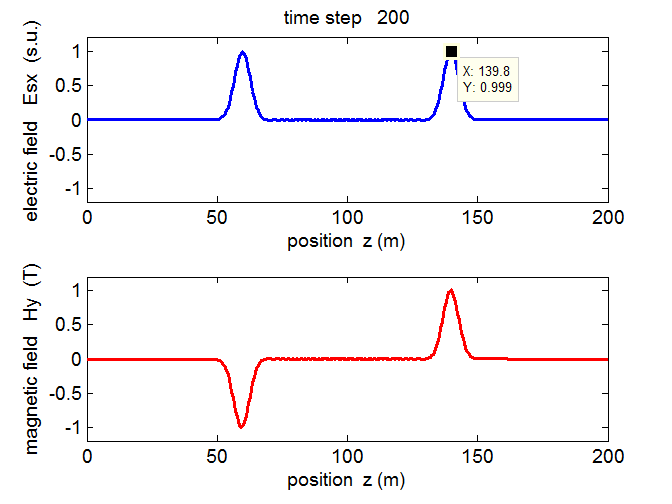 time step   200
electric field   Esx  (s.u.)
1
0.5
0
-0.5
-1
X: 139.8
Y: 0.999
0
50
100
150
200
position  z (m)
magnetic field   Hy  (T)
1
0.5
0
-0.5
-1
0
50
100
150
200
position  z (m)